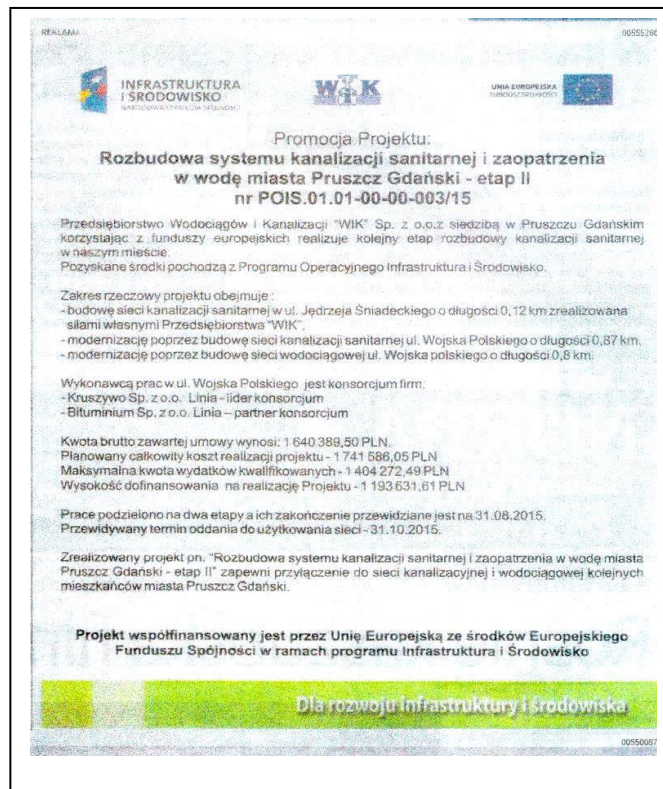 REKLAMA
0055526
INFRASTRUKTURA
I ŚRODOWISKO
NARODOWA STRATEGIA SPÓJNOŚCI
WiK
UNIA EUROPEJSKA
FUNDUSZ SPÓJNOŚCI
Promocja Projektu:
Rozbudowa systemu kanalizacji sanitarnej i zaopatrzenia
w wodę miasta Pruszcz Gdański - etap II
nr POIS.01.01-00-00-003/15
Przedsiębiorstwo Wodociągów i Kanalizacji "WIK" Sp. z o.o.z siedzibą w Pruszczu Gdańskim
korzystając z funduszy europejskich realizuje kolejny etap rozbudowy kanalizacji sanitarnej
w naszym mieście.
Pozyskane środki pochodzą z Programu Operacyjnego Infrastruktura i Środowisko.
Zakres rzeczowy projektu obejmuje :
- budowę sieci kanalizacji sanitarnej w ul. Jędrzeja Śniadeckiego o długości 0,12 km zrealizowana
siłami własnymi Przedsiębiorstwa "WIK",
- modernizację poprzez budowę sieci kanalizacji sanitarnej ul. Wojska Polskiego o długości 0,87 km,
- modernizację poprzez budowę sieci wodociągowej ul. Wojska polskiego o długości 0,8 km.
Wykonawcą prac w ul. Wojska Polskiego jest konsorcjum firm:
- Kruszywo Sp. z o.o. Linia - lider konsorcjum
- Bituminium Sp. z o.o. Linia – partner konsorcjum
Kwota brutto zawartej umowy wynosi: 1 640 389,50 PLN.
Planowany całkowity koszt realizacji projektu - 1 741 586,05 PLN
Maksymalna kwota wydatków kwalifikowanych - 1 404 272,49 PLN
Wysokość dofinansowania na realizację Projektu - 1 193 631,61 PLN
Prace podzielono na dwa etapy a ich zakończenie przewidziane jest na 31.08.2015.
Przewidywany termin oddania do użytkowania sieci - 31.10.2015.
Zrealizowany projekt pn. "Rozbudowa systemu kanalizacji sanitarnej i zaopatrzenia w wodę miasta
Pruszcz Gdański - etap II" zapewni przyłączenie do sieci kanalizacyjnej i wodociągowej kolejnych
mieszkańców miasta Pruszcz Gdański.
Projekt współfinansowany jest przez Unię Europejską ze środków Europejskiego
Funduszu Spójności w ramach programu Infrastruktura i Środowisko
Dla rozwoju infrastruktury i środowiska
0055008